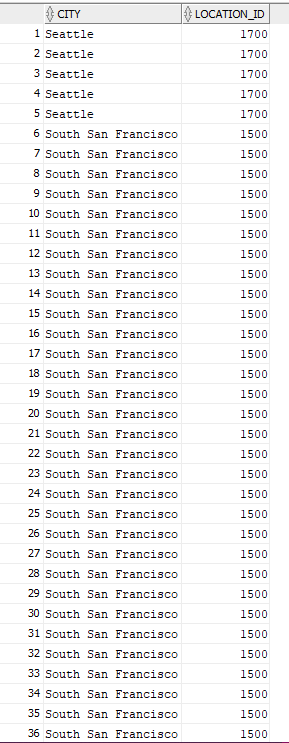 CITY LOCATION_ID
1 Seattle 1700
2 Seattle 1700
3 Seattle 1700
4 Seattle 1700
5 Seattle 1700
6 South San Francisco 1500
7 South San Francisco 1500
8 South San Francisco 1500
9 South San Francisco 1500
10 South San Francisco 1500
11 South San Francisco 1500
12 South San Francisco 1500
13 South San Francisco 1500
14 South San Francisco 1500
15 South San Francisco 1500
16 South San Francisco 1500
17 South San Francisco 1500
18 South San Francisco 1500
19 South San Francisco 1500
20 South San Francisco 1500
21 South San Francisco 1500
22 South San Francisco 1500
23 South San Francisco 1500
24 South San Francisco 1500
25 South San Francisco 1500
26 South San Francisco 1500
27 South San Francisco 1500
28 South San Francisco 1500
29 South San Francisco 1500
30 South San Francisco 1500
31 South San Francisco 1500
32 South San Francisco 1500
33 South San Francisco 1500
34 South San Francisco 1500
35 South San Francisco 1500
36 South San Francisco 1500